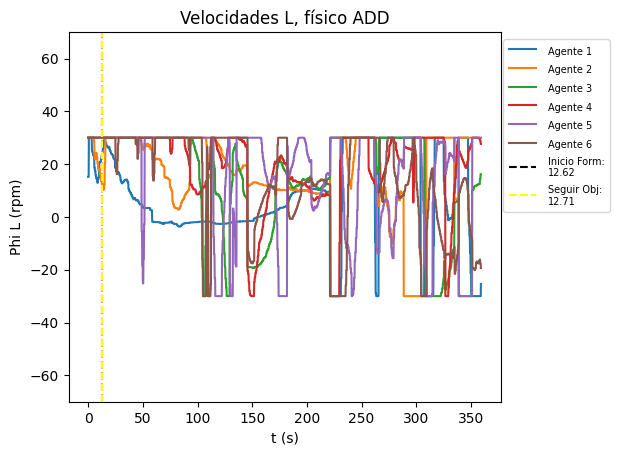 Velocidades L, físico ADD
Phi L (rpm)
60
40
20
0
−20
−40
−60
0
50
100
150
200
250
300
350
t (s)
Agente 1
Agente 2
Agente 3
Agente 4
Agente 5
Agente 6
Inicio Form:
12.62
Seguir Obj:
12.71